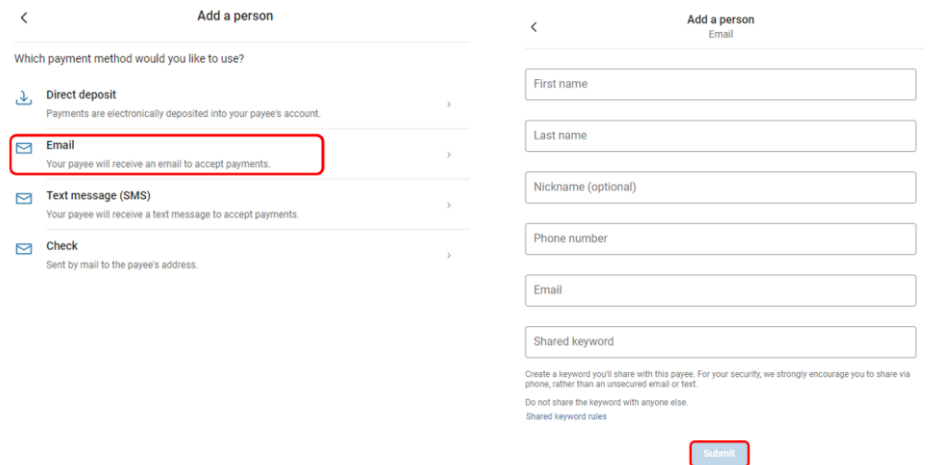 Add a person
Which payment method would you like to use?
Direct deposit
Payments are electronically deposited into your payee's account.
Email
Your payee will receive an email to accept payments.
Text message (SMS)
Your payee will receive a text message to accept payments.
Check
Sent by mail to the payee's address.
Add a person
Email
First name
Last name
Nickname (optional)
Phone number
Email
Shared keyword
Create a keyword you'll share with this payee. For your security, we strongly encourage you to share via
phone, rather than an unsecured email or text.
Do not share the keyword with anyone else.
Shared keyword rules
Submit